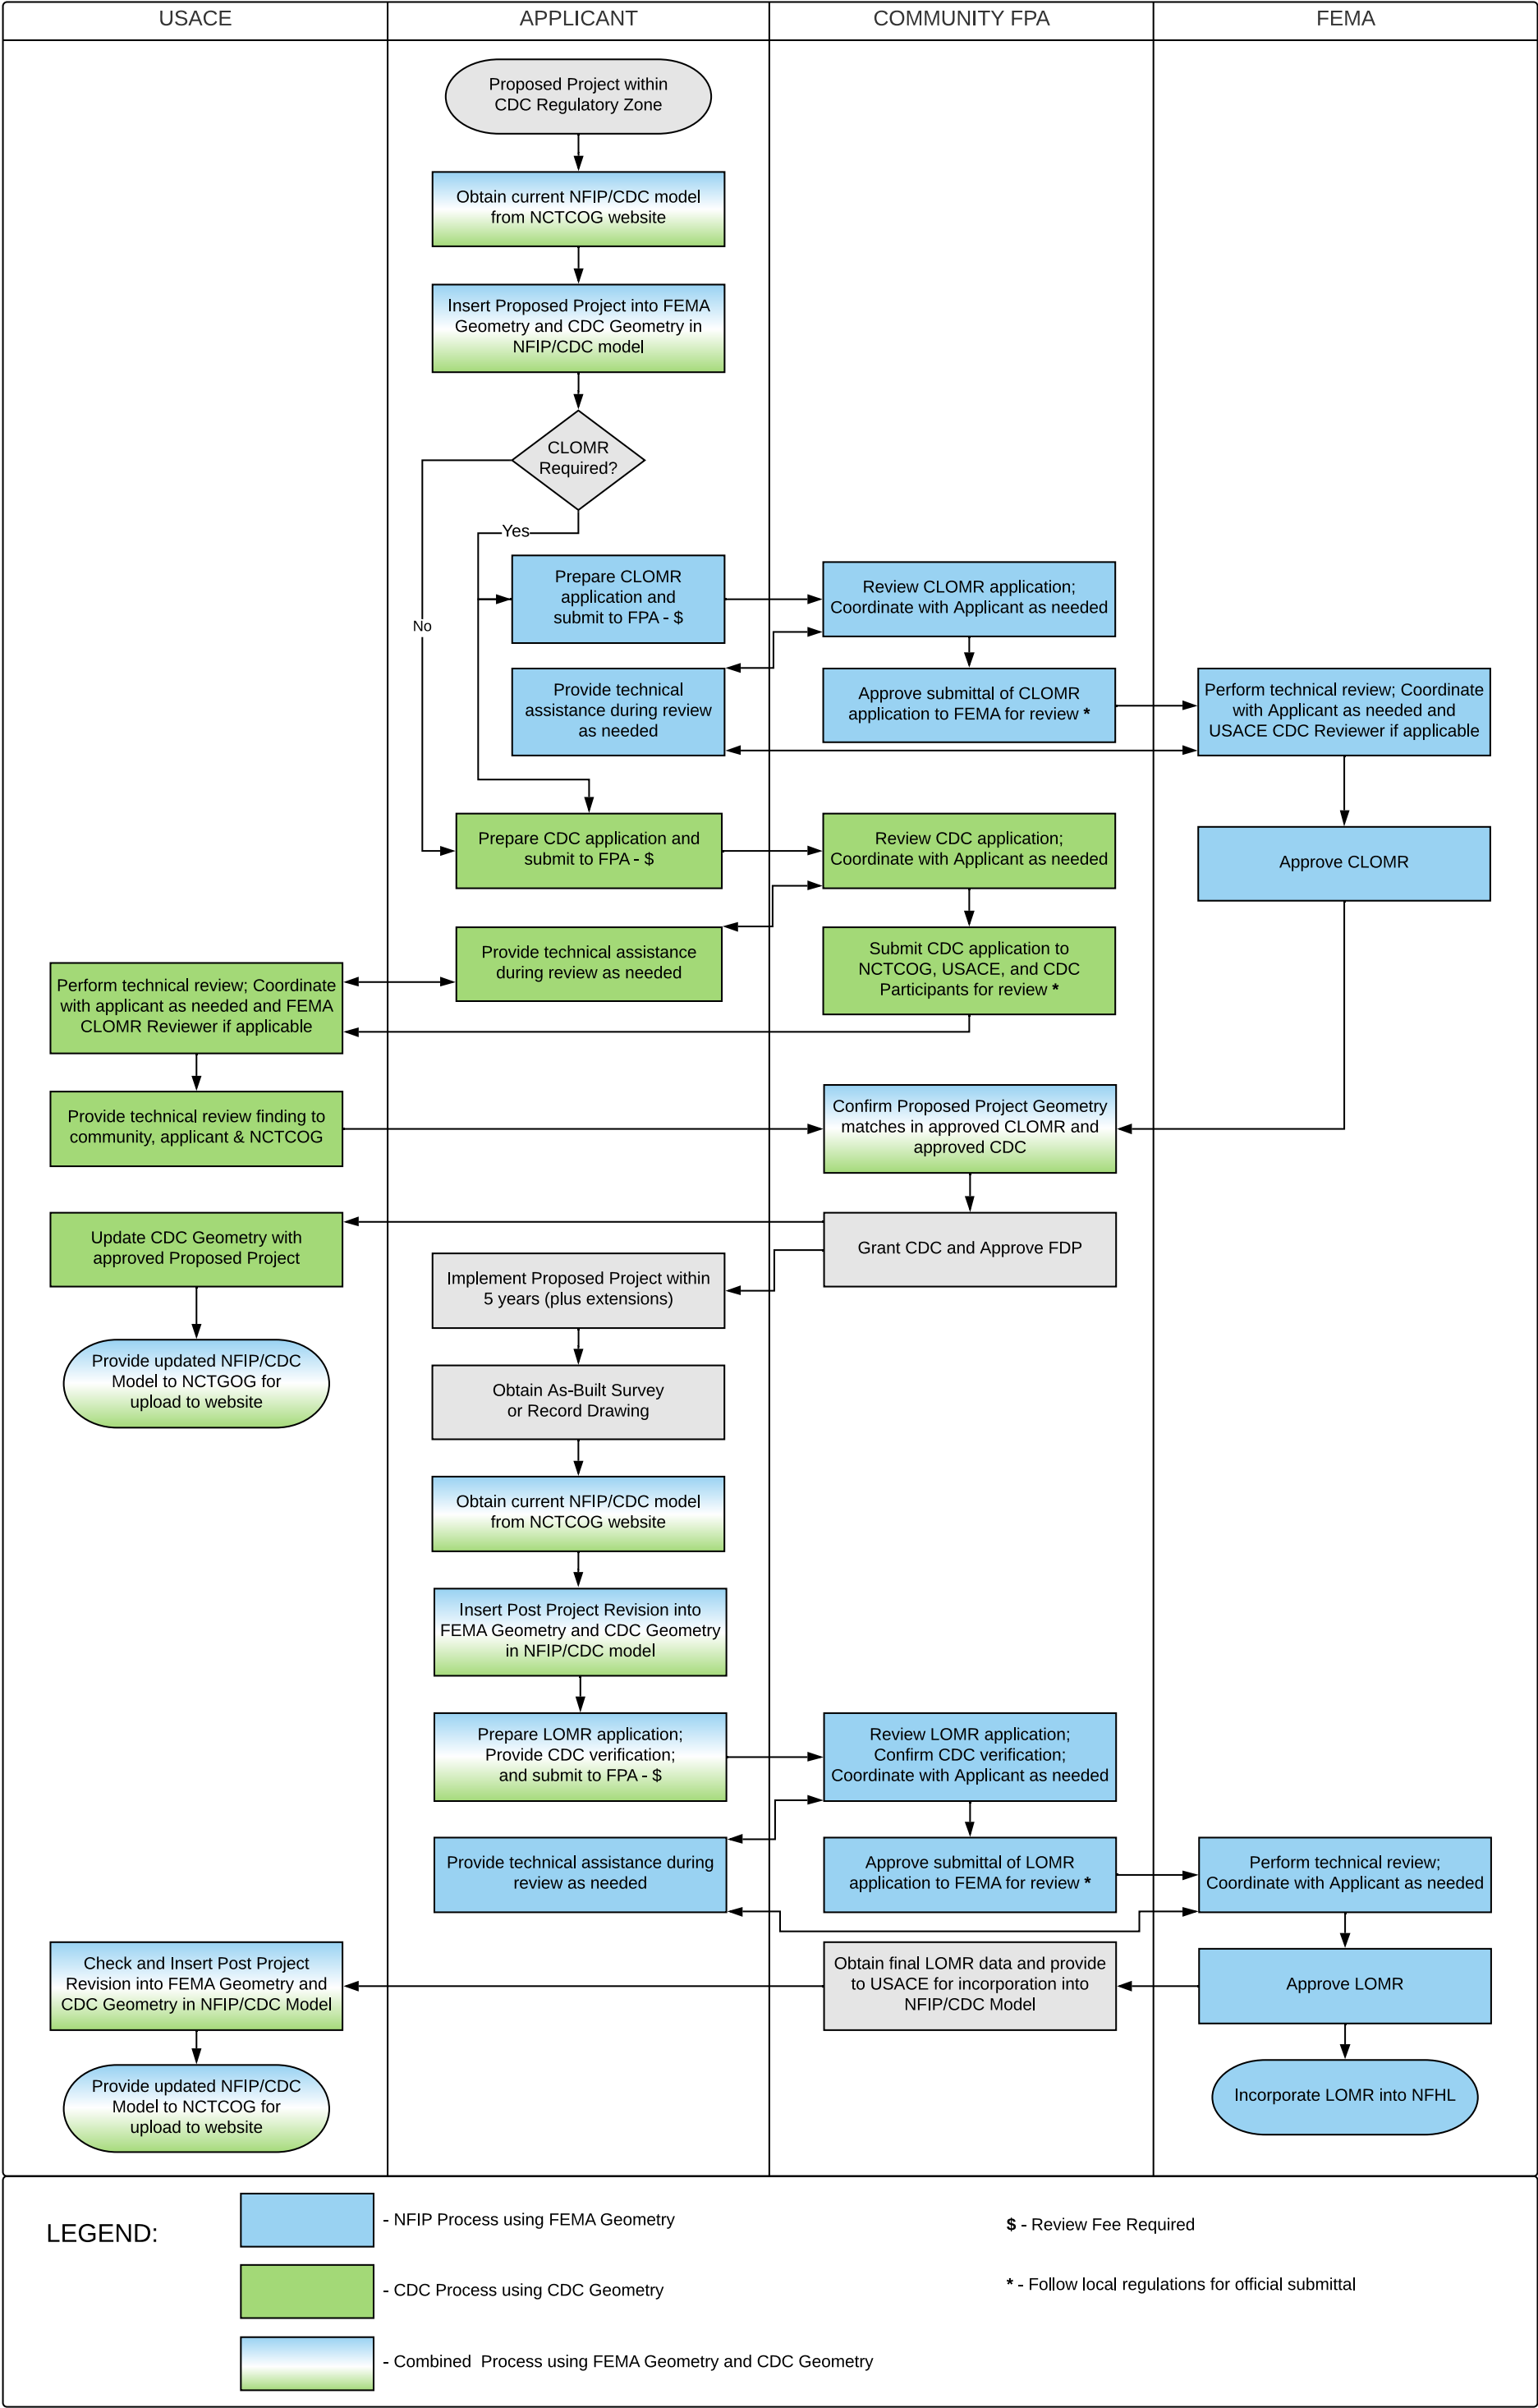 USACE
APPLICANT
COMMUNITY FPA
FEMA
Proposed Project within
CDC Regulatory Zone
Obtain current NFIP/CDC model
from NCTCOG website
Insert Proposed Project into FEMA
Geometry and CDC Geometry in
NFIP/CDC model
CLOMR
Required?
Yes
No
Prepare CLOMR
application and
submit to FPA - $
Review CLOMR application;
Coordinate with Applicant as needed
Provide technical
assistance during review
as needed
Approve submittal of CLOMR
application to FEMA for review *
Perform technical review; Coordinate
with Applicant as needed and
USACE CDC Reviewer if applicable
Prepare CDC application and
submit to FPA - $
Review CDC application;
Coordinate with Applicant as needed
Approve CLOMR
Provide technical assistance
during review as needed
Submit CDC application to
NCTCOG, USACE, and CDC
Participants for review *
Perform technical review; Coordinate
with applicant as needed and FEMA
CLOMR Reviewer if applicable
Provide technical review finding to
community, applicant & NCTCOG
Confirm Proposed Project Geometry
matches in approved CLOMR and
approved CDC
Update CDC Geometry with
approved Proposed Project
Grant CDC and Approve FDP
Implement Proposed Project within
5 years (plus extensions)
Provide updated NFIP/CDC
Model to NCTGOG for
upload to website
Obtain As-Built Survey
or Record Drawing
Obtain current NFIP/CDC model
from NCTCOG website
Insert Post Project Revision into
FEMA Geometry and CDC Geometry
in NFIP/CDC model
Prepare LOMR application;
Provide CDC verification;
and submit to FPA - $
Review LOMR application;
Confirm CDC verification;
Coordinate with Applicant as needed
Provide technical assistance during
review as needed
Approve submittal of LOMR
application to FEMA for review *
Perform technical review;
Coordinate with Applicant as needed
Check and Insert Post Project
Revision into FEMA Geometry and
CDC Geometry in NFIP/CDC Model
Obtain final LOMR data and provide
to USACE for incorporation into
NFIP/CDC Model
Approve LOMR
Provide updated NFIP/CDC
Model to NCTCOG for
upload to website
Incorporate LOMR into NFHL
LEGEND:
- NFIP Process using FEMA Geometry
- CDC Process using CDC Geometry
- Combined  Process using FEMA Geometry and CDC Geometry
$ - Review Fee Required
* - Follow local regulations for official submittal